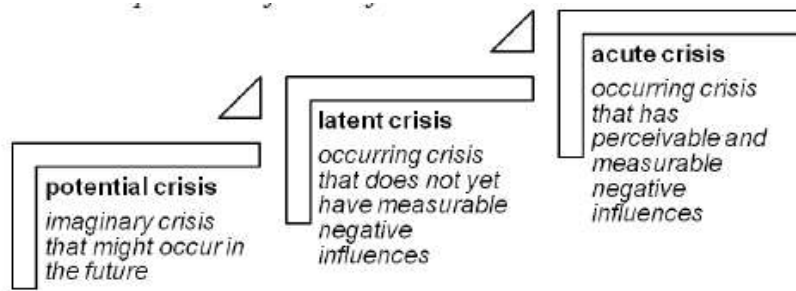 potential crisis
imaginary crisis
that might occur in
the future
latent crisis
occurring crisis
that does not yet
have measurable
negative
influences
acute crisis
occurring crisis
that has
perceivable and
measurable
negative
influences